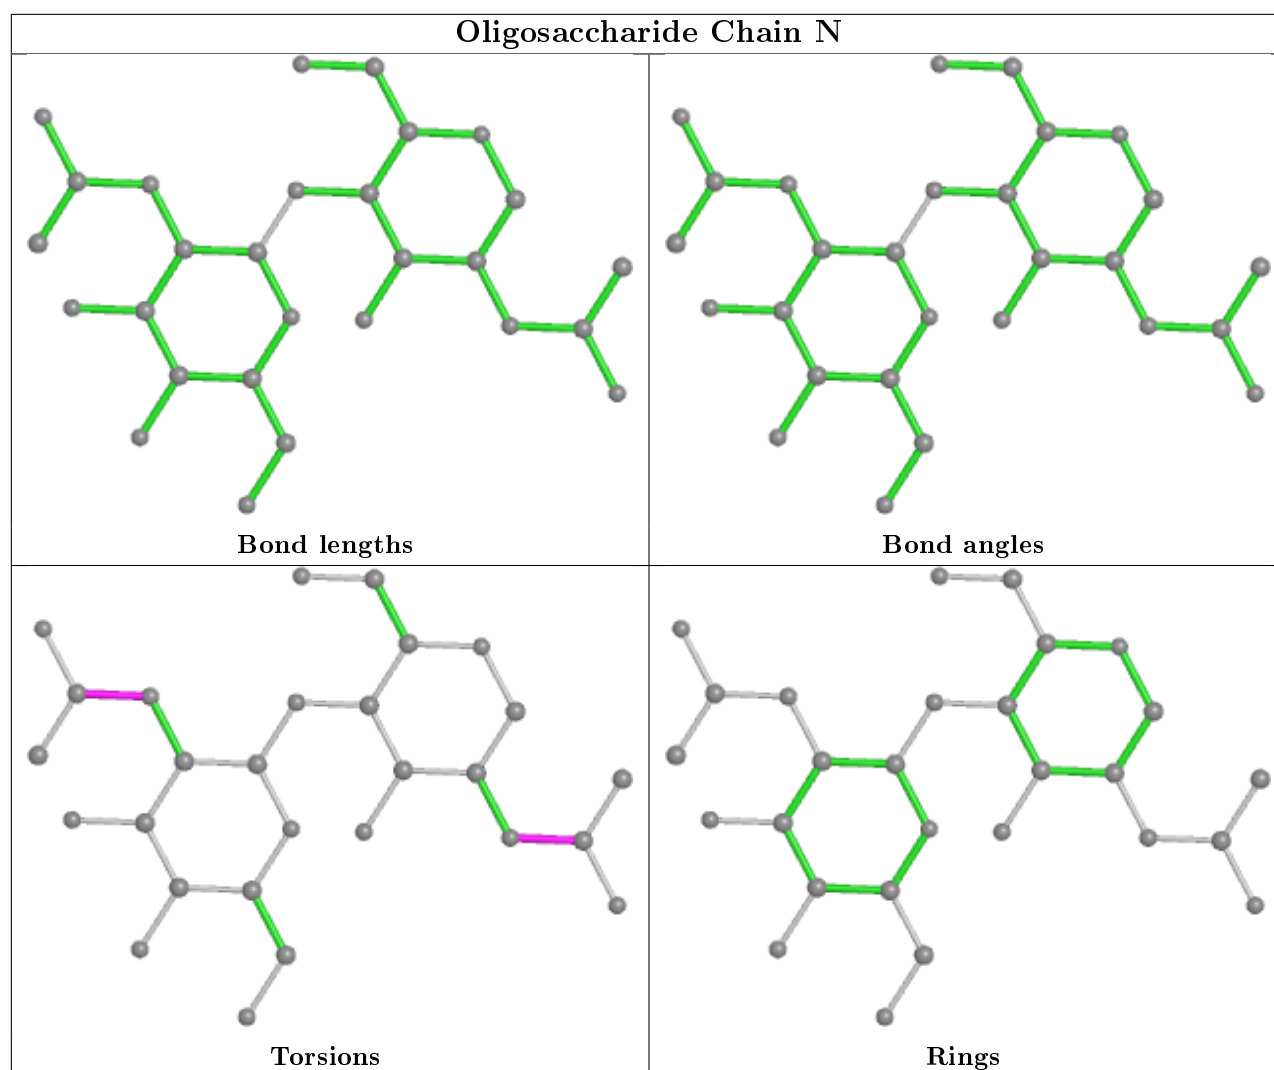 Oligosaccharide Chain N
Bond lengths
Bond angles
Torsions
Rings